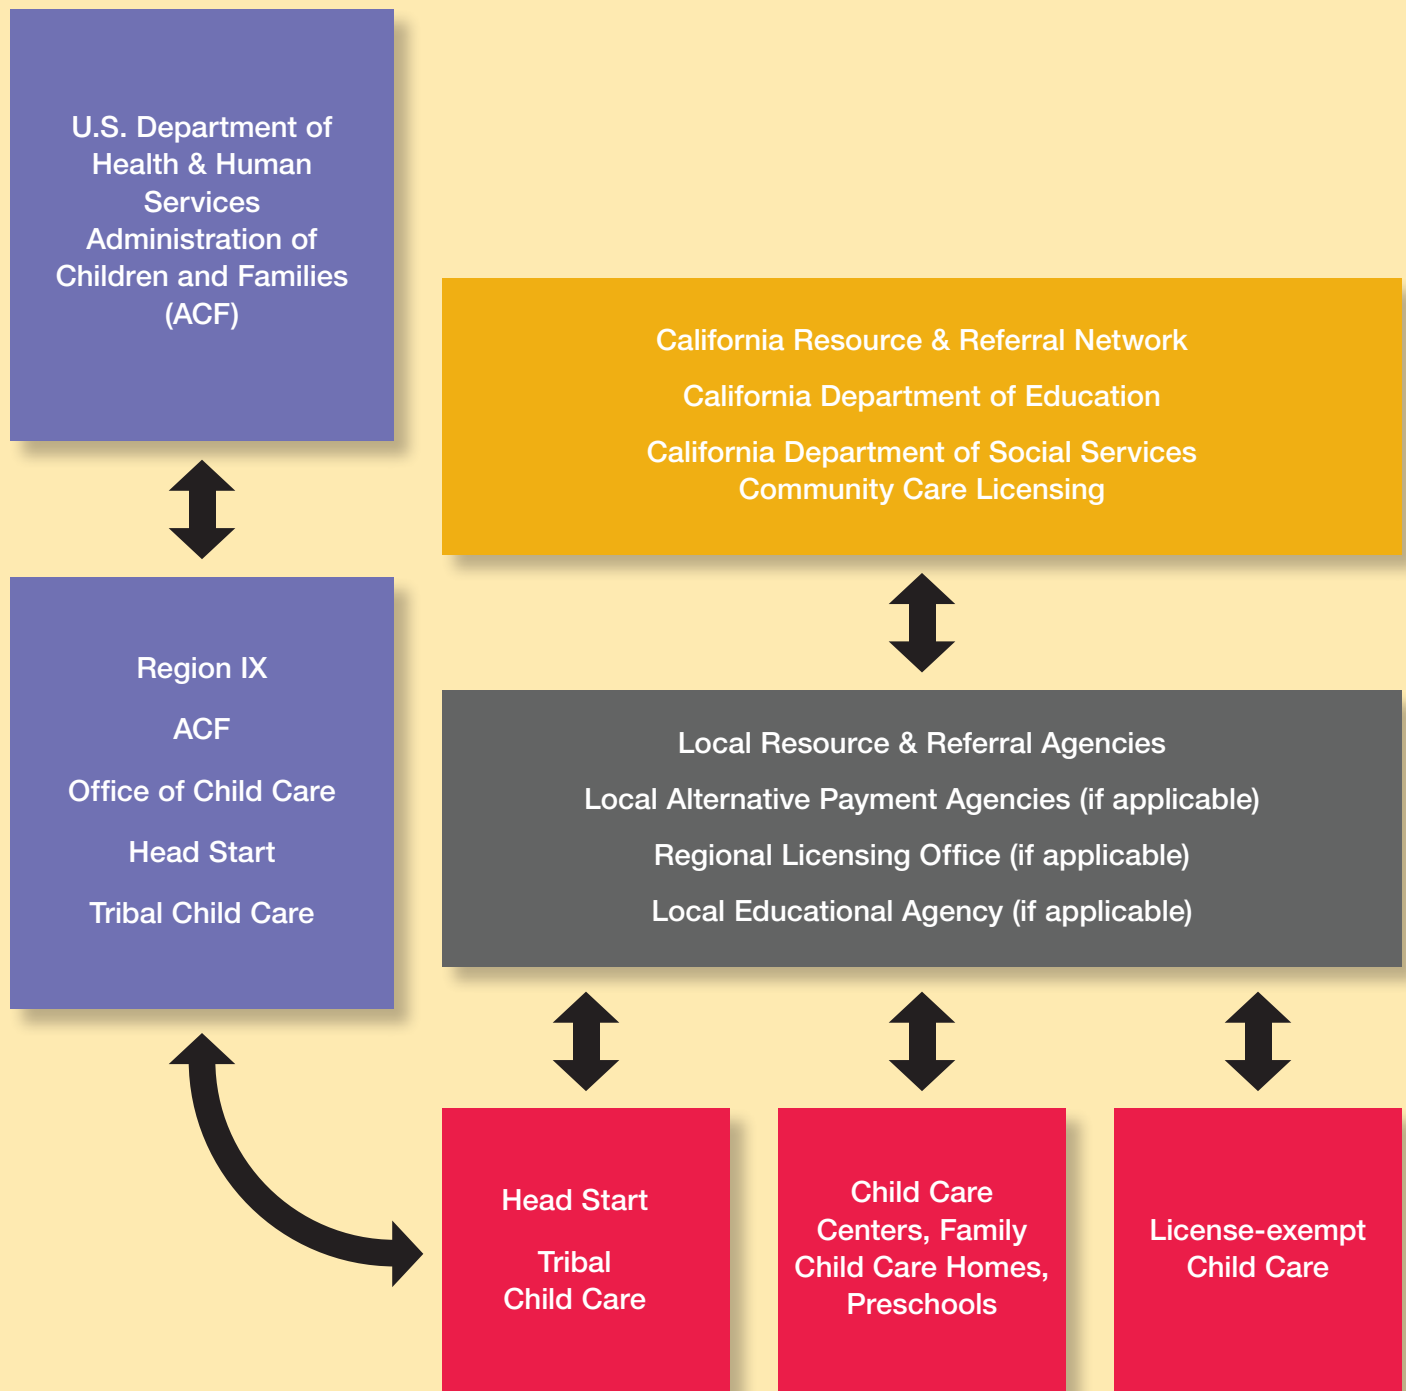 U.S. Department of
Health & Human
Services
Administration of
Children and Families
(ACF)
California Resource & Referral Network
California Department of Education
California Department of Social Services
Community Care Licensing
Region IX
ACF
Office of Child Care
Head Start
Tribal Child Care
Local Resource & Referral Agencies
Local Alternative Payment Agencies (if applicable)
Regional Licensing Office (if applicable)
Local Educational Agency (if applicable)
Head Start
Tribal
Child Care
Child Care
Centers, Family
Child Care Homes,
Preschools
License-exempt
Child Care